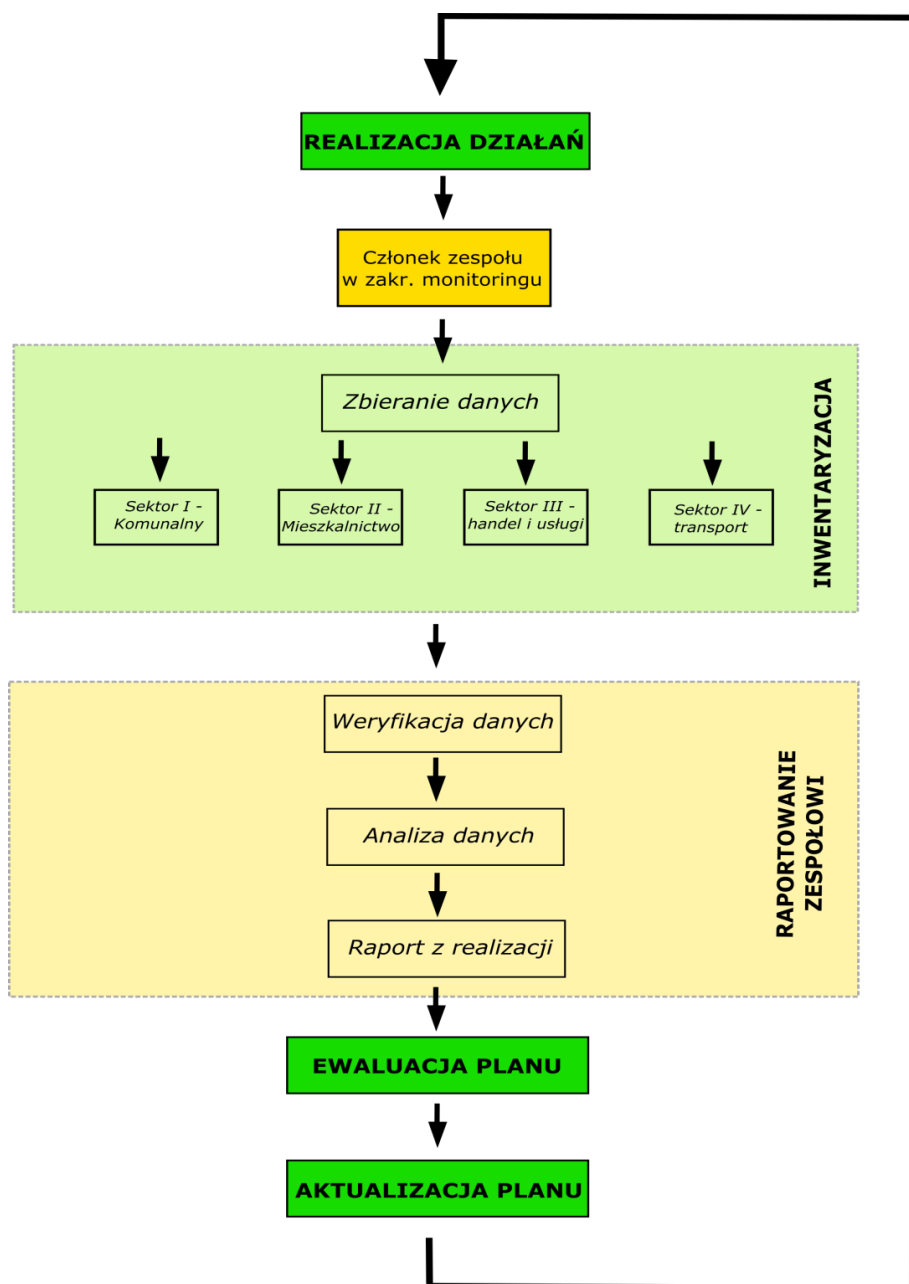 REALIZACJA DZIAŁAŃ
Członek zespołu
w zakr. monitoringu
INWENTARYZACJA
Zbieranie danych
Sektor I -
Komunalny
Sektor II -
Mieszkalnictwo
Sektor III -
handel i usługi
Sektor IV -
transport
RAPORTOWANIE
ZESPOŁOWI
Weryfikacja danych
Analiza danych
Raport z realizacji
EWALUACJA PLANU
AKTUALIZACJA PLANU